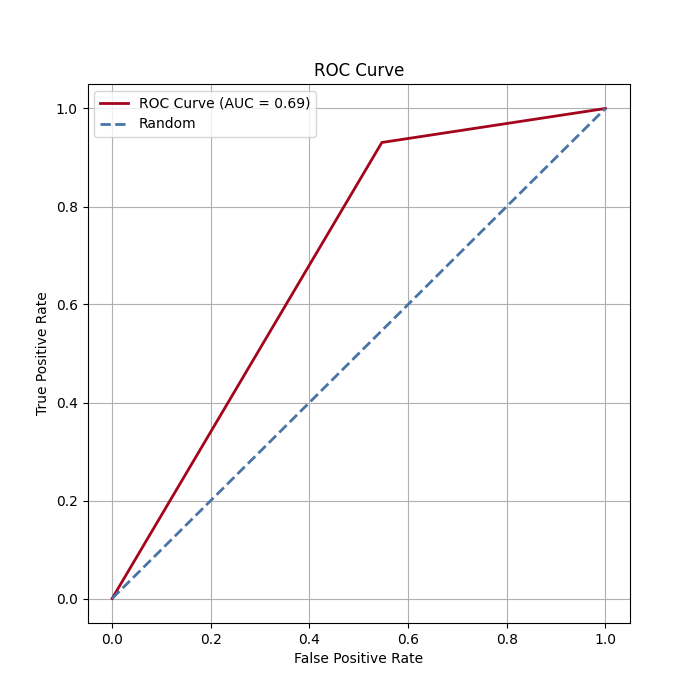 ROC Curve
ROC Curve (AUC = 0.69)
Random
1.0
0.8
0.6
0.4
0.2
0.0
True Positive Rate
0.0 0.2 0.4 0.6 0.8 1.0
False Positive Rate